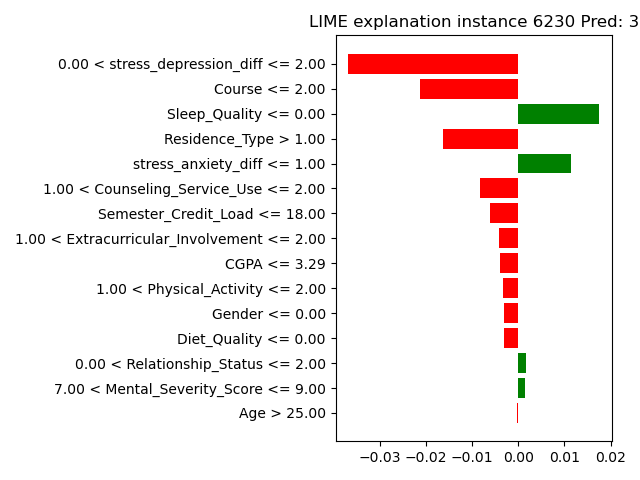 LIME explanation instance 6230 Pred: 3
0.00 < stress_depression_diff <= 2.00
Course <= 2.00
Sleep_Quality <= 0.00
Residence_Type > 1.00
stress_anxiety_diff <= 1.00
1.00 < Counseling_Service_Use <= 2.00
Semester_Credit_Load <= 18.00
1.00 < Extracurricular_Involvement <= 2.00
CGPA <= 3.29
1.00 < Physical_Activity <= 2.00
Gender <= 0.00
Diet_Quality <= 0.00
0.00 < Relationship_Status <= 2.00
7.00 < Mental_Severity_Score <= 9.00
Age > 25.00
−0.03 −0.02 −0.01 0.00 0.01 0.02